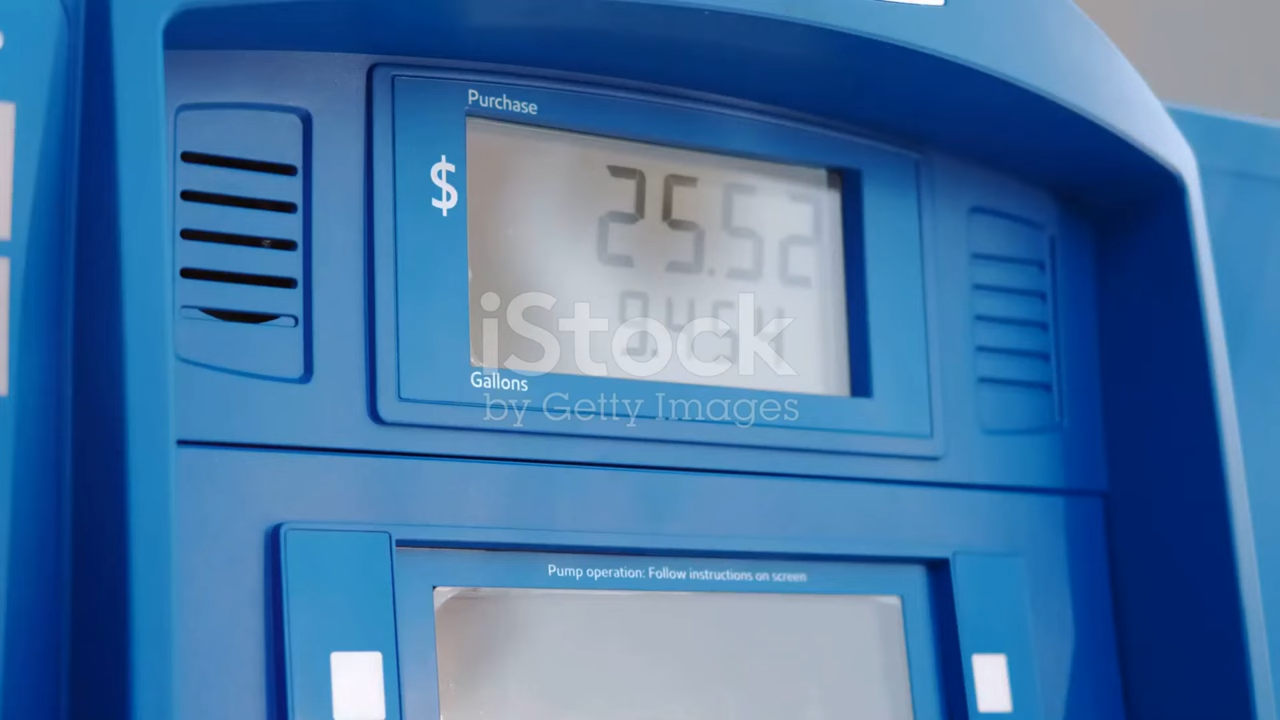 Purchase
$ 25.52
Gallons
iStock
by Getty Images
Pump operation: Follow instructions on screen